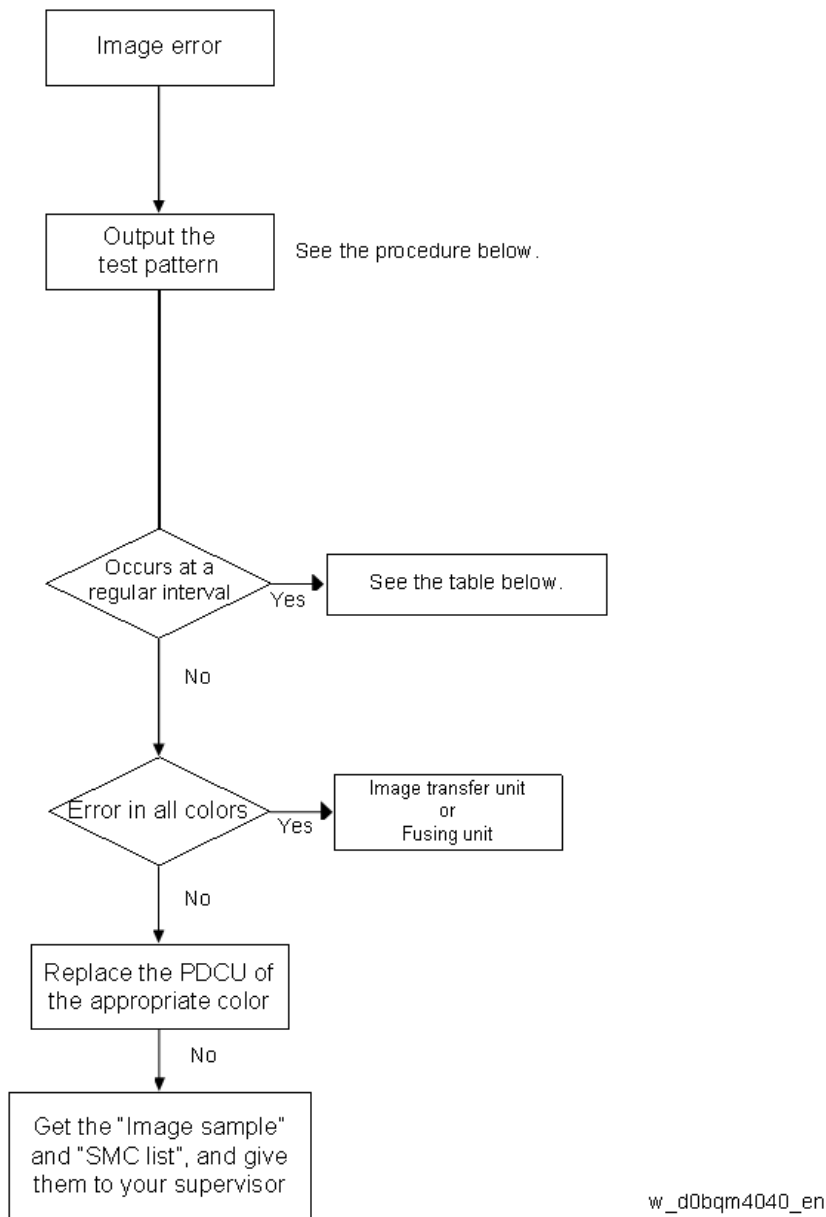 Image error
Output the
test pattern
See the procedure below.
Occurs at a
regular interval
Yes
See the table below.
No
Error in all colors
Yes
Image transfer unit
or
Fusing unit
No
Replace the PDCU of
the appropriate color
No
Get the "Image sample"
and "SMC list", and give
them to your supervisor
w_d0bqm4040_en